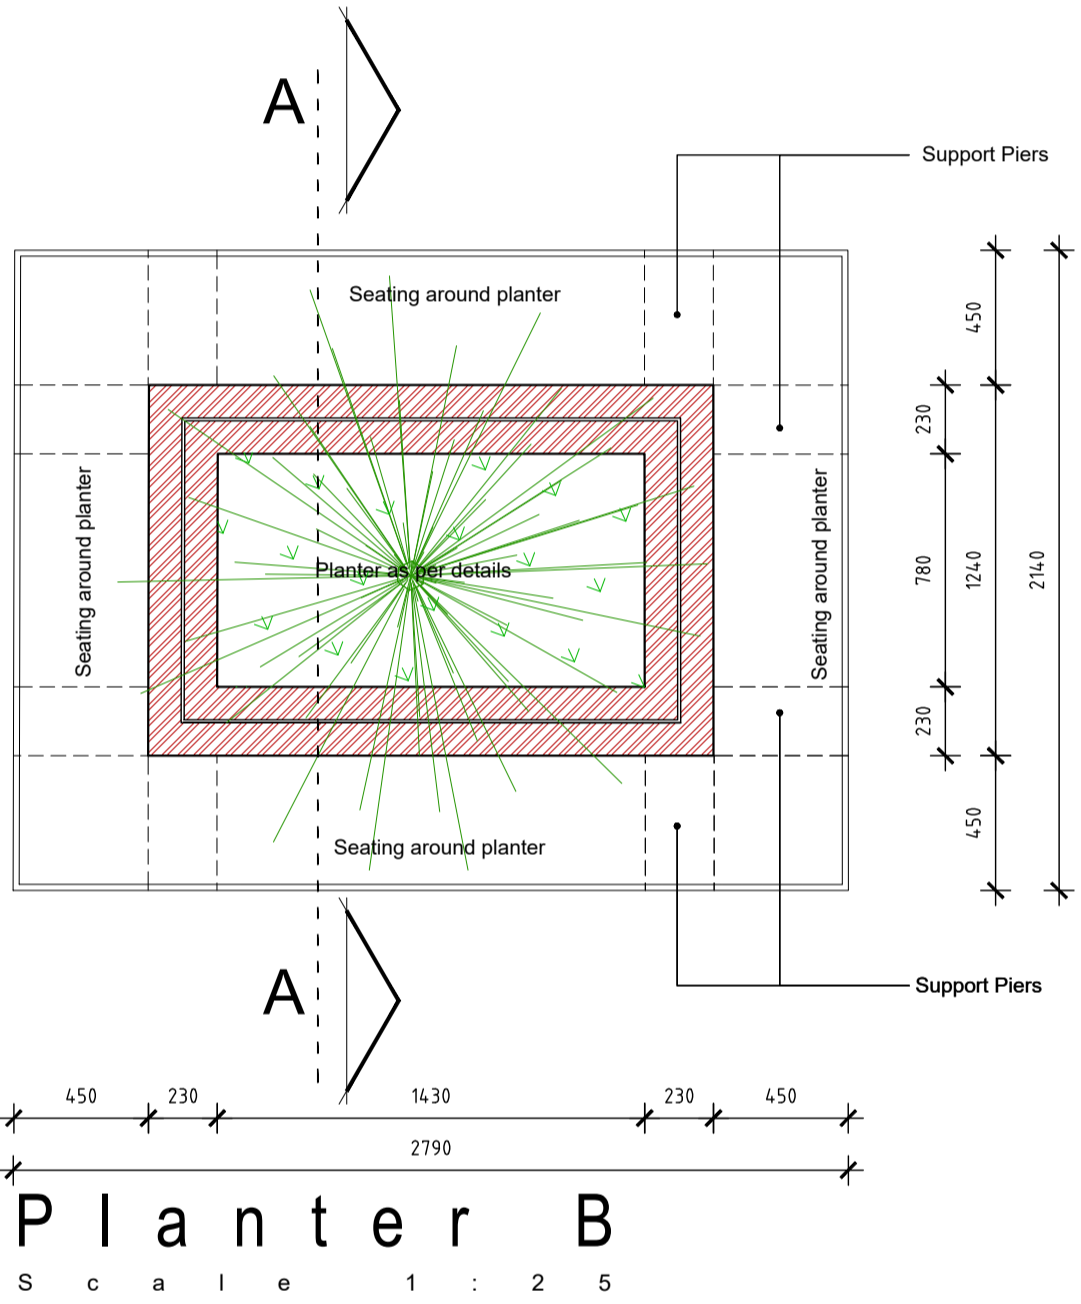 A
Support Piers
Seating around planter
450
230
Seating around planter
Planter as per details
Seating around planter
780
1240
2140
230
450
Seating around planter
A
Support Piers
450
230
1430
230
450
2790
Planter B
Scale 1:25